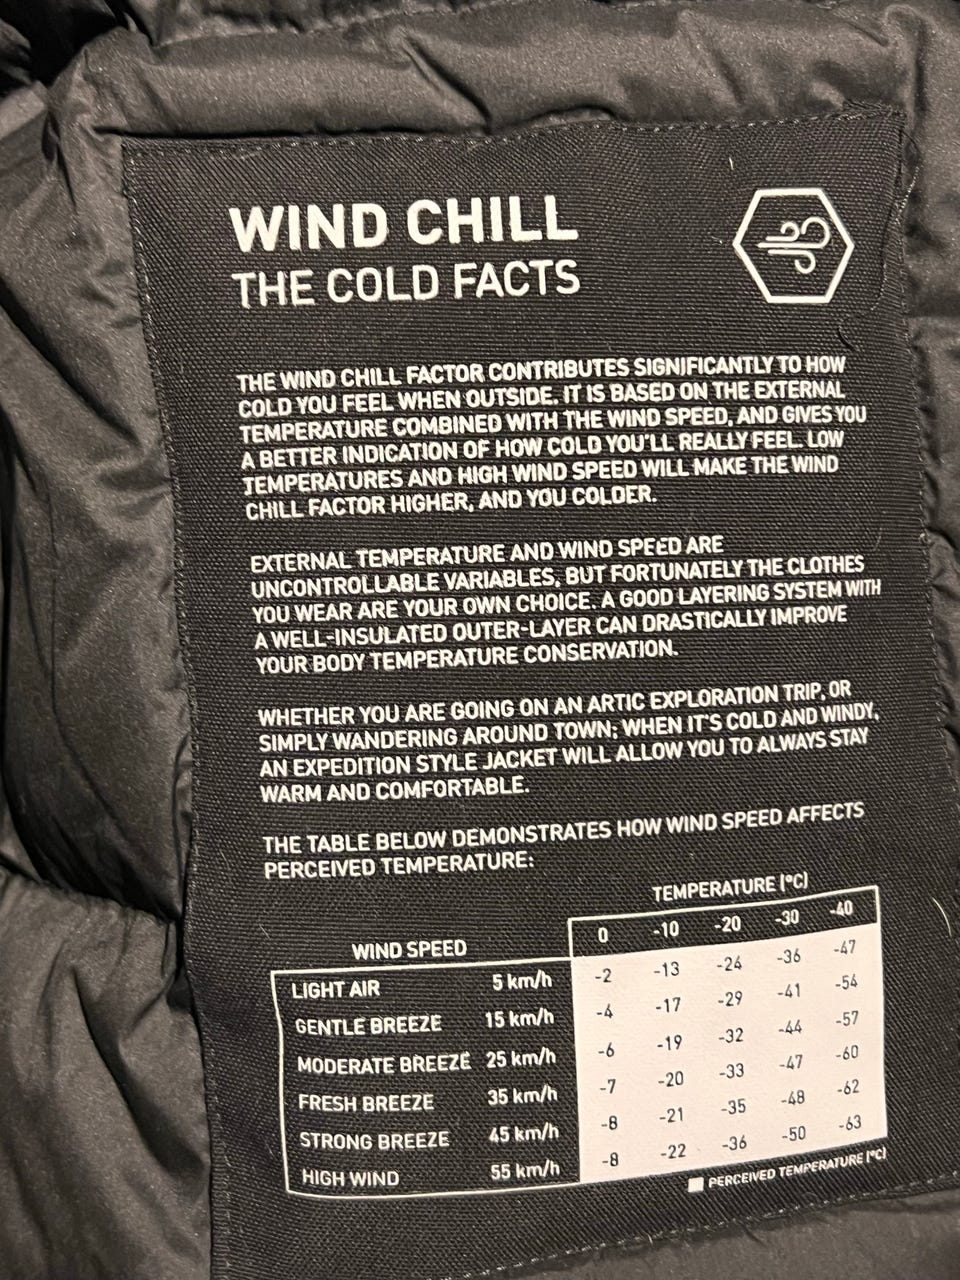 WIND CHILL
THE COLD FACTS
THE WIND CHILL FACTOR CONTRIBUTES SIGNIFICANTLY TO HOW
COLD YOU FEEL WHEN OUTSIDE. IT IS BASED ON THE EXTERNAL
TEMPERATURE COMBINED WITH THE WIND SPEED, AND GIVES YOU
A BETTER INDICATION OF HOW COLD YOU'LL REALLY FEEL. LOW
TEMPERATURES AND HIGH WIND SPEED WILL MAKE THE WIND
CHILL FACTOR HIGHER, AND YOU COLDER.
EXTERNAL TEMPERATURE AND WIND SPEED ARE
UNCONTROLLABLE VARIABLES, BUT FORTUNATELY THE CLOTHES
YOU WEAR ARE YOUR OWN CHOICE. A GOOD LAYERING SYSTEM WITH
A WELL-INSULATED OUTER-LAYER CAN DRASTICALLY IMPROVE
YOUR BODY TEMPERATURE CONSERVATION.
WHETHER YOU ARE GOING ON AN ARTIC EXPLORATION TRIP, OR
SIMPLY WANDERING AROUND TOWN; WHEN IT'S COLD AND WINDY,
AN EXPEDITION STYLE JACKET WILL ALLOW YOU TO ALWAYS STAY
WARM AND COMFORTABLE.
THE TABLE BELOW DEMONSTRATES HOW WIND SPEED AFFECTS
PERCEIVED TEMPERATURE:
TEMPERATURE (°C)
WIND SPEED 0 -10 -20 -30 -40
LIGHT AIR 5 km/h -2 -13 -24 -36 -47
GENTLE BREEZE 15 km/h -4 -17 -29 -41 -54
MODERATE BREEZE 25 km/h -6 -19 -32 -44 -57
FRESH BREEZE 35 km/h -7 -20 -33 -47 -60
STRONG BREEZE 45 km/h -8 -21 -35 -48 -62
HIGH WIND 55 km/h -8 -22 -36 -50 -63
PERCEIVED TEMPERATURE (°C)